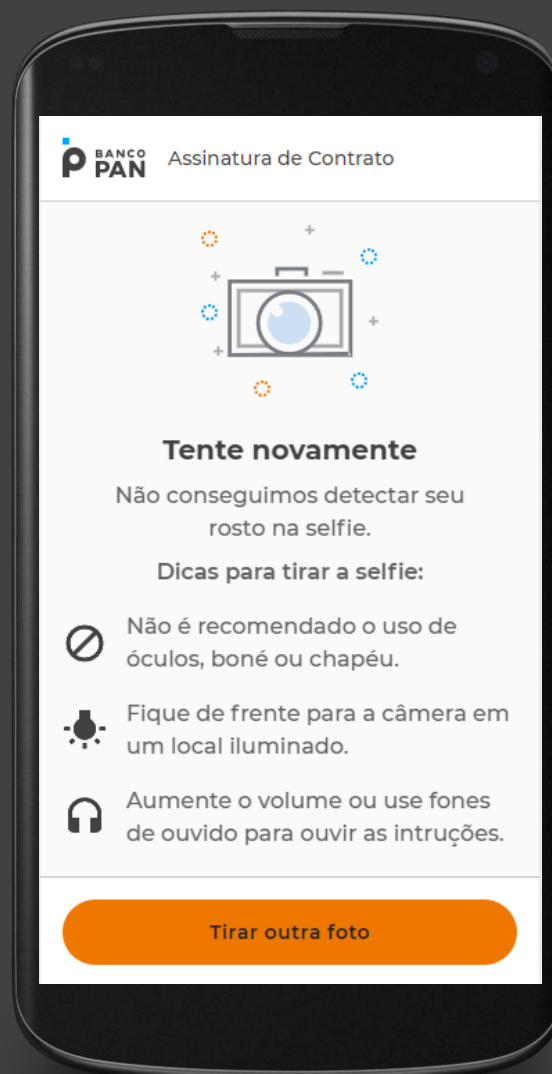 BANCO
PAN
Assinatura de Contrato
Tente novamente
Não conseguimos detectar seu
rosto na selfie.
Dicas para tirar a selfie:
Não é recomendado o uso de
óculos, boné ou chapéu.
Fique de frente para a câmera em
um local iluminado.
Aumente o volume ou use fones
de ouvido para ouvir as intruções.
Tirar outra foto